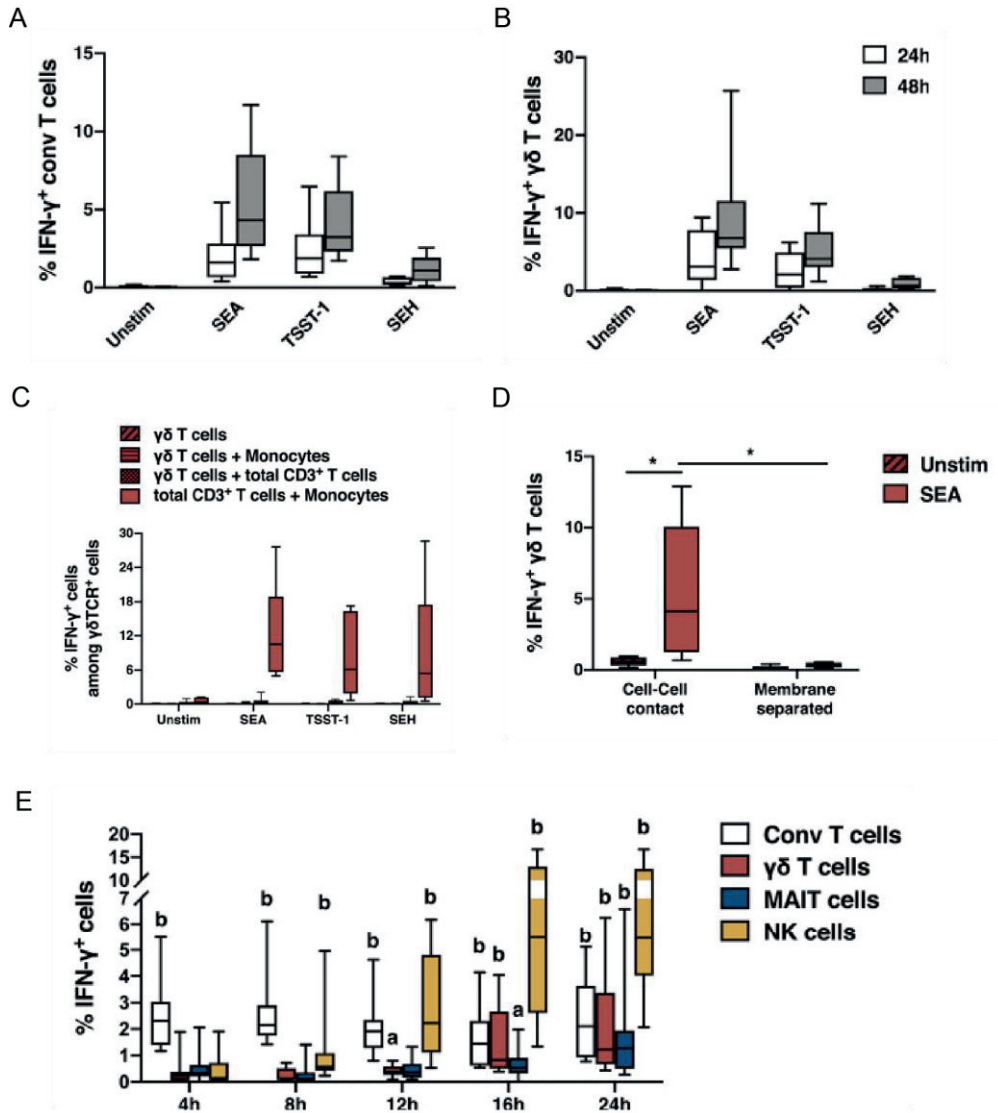 A
% IFN-γ⁺ conv T cells
15
10
5
0
Unstim
SEA
TSST-1
SEH
B
% IFN-γ⁺ γδ T cells
30
20
10
0
24h
48h
Unstim
SEA
TSST-1
SEH
C
γδ T cells
γδ T cells + Monocytes
γδ T cells + total CD3⁺ T cells
total CD3⁺ T cells + Monocytes
% IFN-γ⁺ cells
among γδTCR⁺ cells
30
24
18
12
6
0
Unstim
SEA
TSST-1
SEH
D
% IFN-γ⁺ γδ T cells
15
10
5
0
*
*
Unstim
SEA
Cell-Cell
contact
Membrane
separated
E
% IFN-γ⁺ cells
20
15
10
7
6
5
4
3
2
1
0
b
b
b
b
a
b
b
b
a
b
b
b
b
b
Conv T cells
γδ T cells
MAIT cells
NK cells
4h
8h
12h
16h
24h